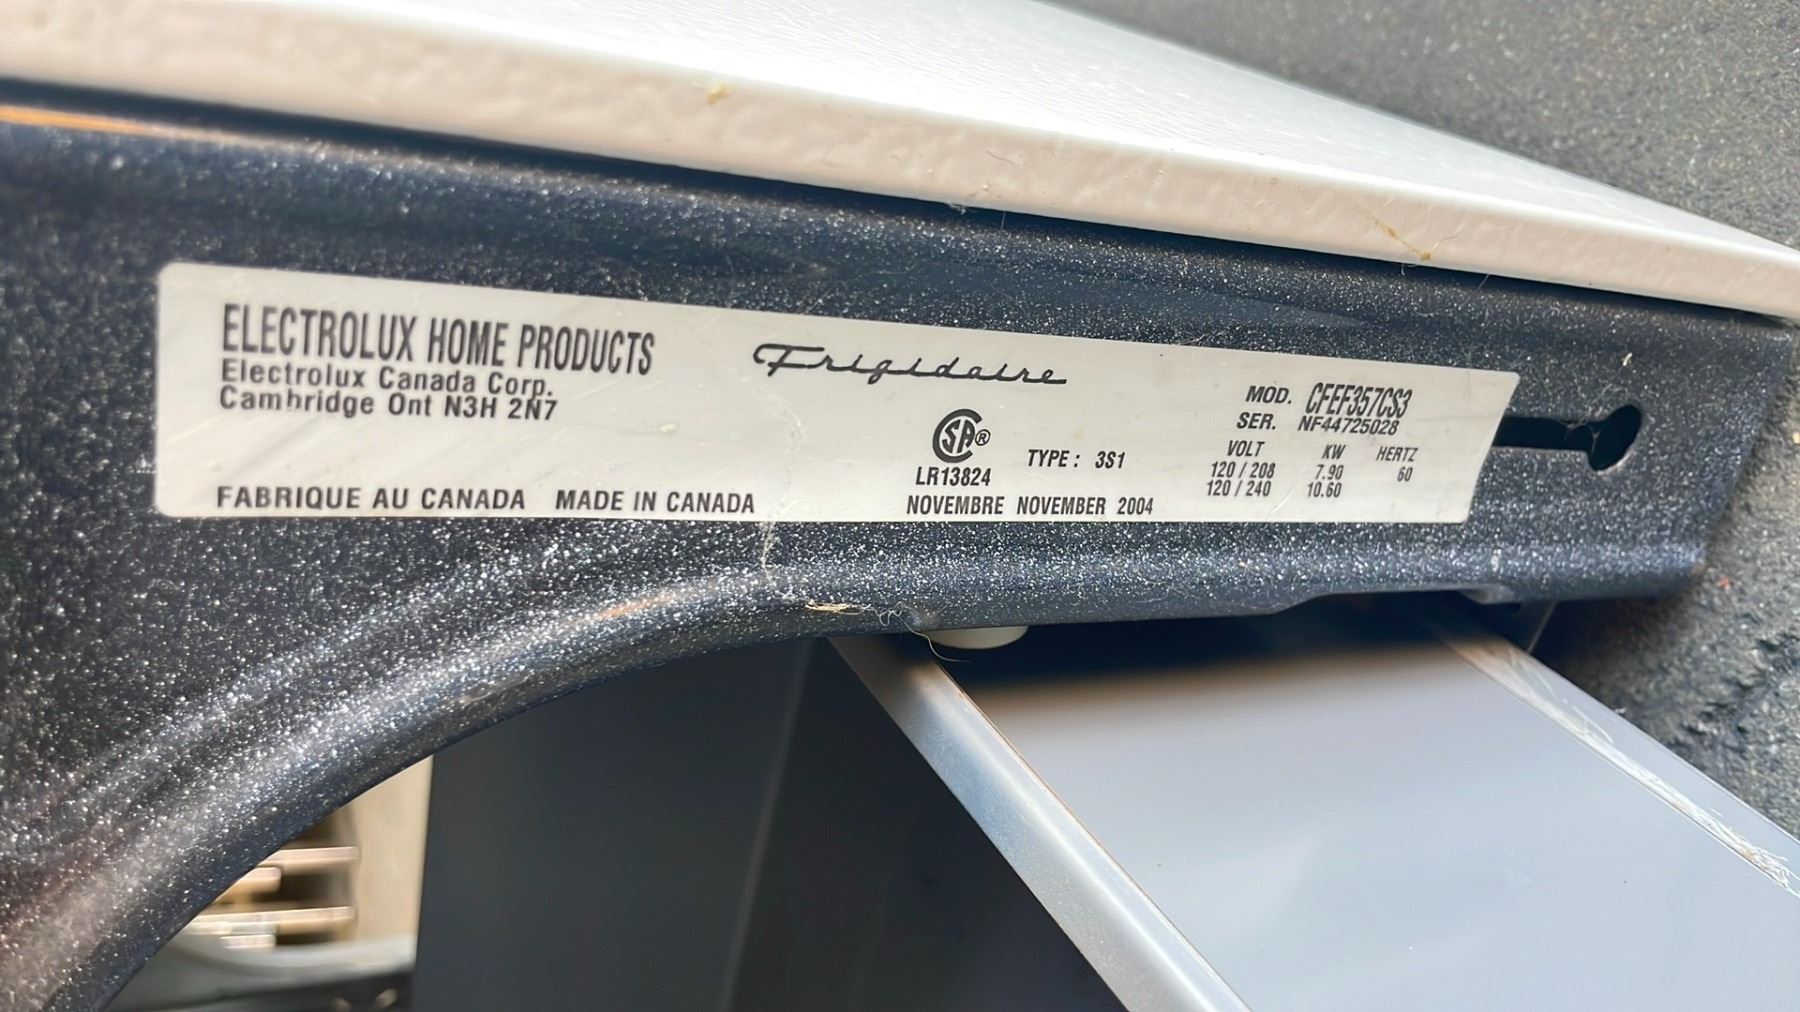 ELECTROLUX HOME PRODUCTS
Electrolux Canada Corp.
Cambridge Ont N3H 2N7
FABRIQUE AU CANADA MADE IN CANADA
Frigidaire
CSA®
LR13824
TYPE : 3S1
NOVEMBRE NOVEMBER 2004
MOD. CFEF357CS3
SER. NF44725028
VOLT KW HERTZ
120 / 208 7.90 60
120 / 240 10.60